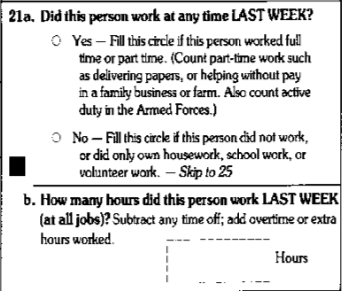 21a. Did this person work at any time LAST WEEK?
Yes — Fill this circle if this person worked full
time or part time. (Count part-time work such
as delivering papers, or helping without pay
in a family business or farm. Also count active
duty in the Armed Forces.)
No — Fill this circle if this person did not work,
or did only own housework, school work, or
volunteer work. — Skip to 25
b. How many hours did this person work LAST WEEK
(at all jobs)? Subtract any time off; add overtime or extra
hours worked.
Hours